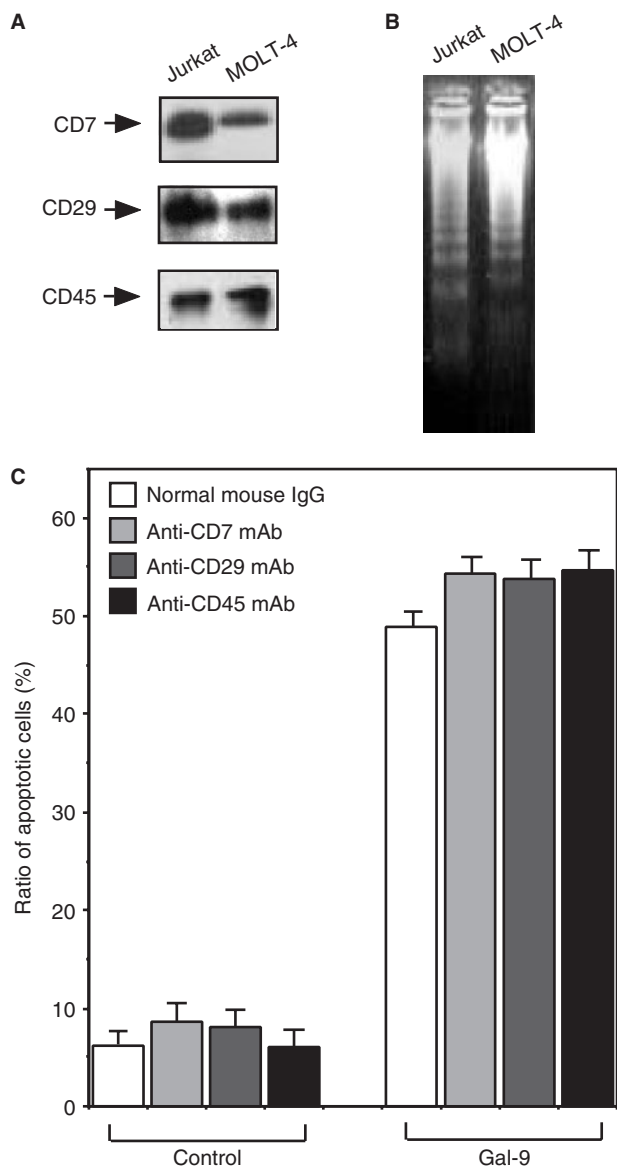 A
Jurkat MOLT-4
CD7
CD29
CD45
B
Jurkat MOLT-4
C
Normal mouse IgG
Anti-CD7 mAb
Anti-CD29 mAb
Anti-CD45 mAb
Ratio of apoptotic cells (%)
60
50
40
30
20
10
0
Control Gal-9